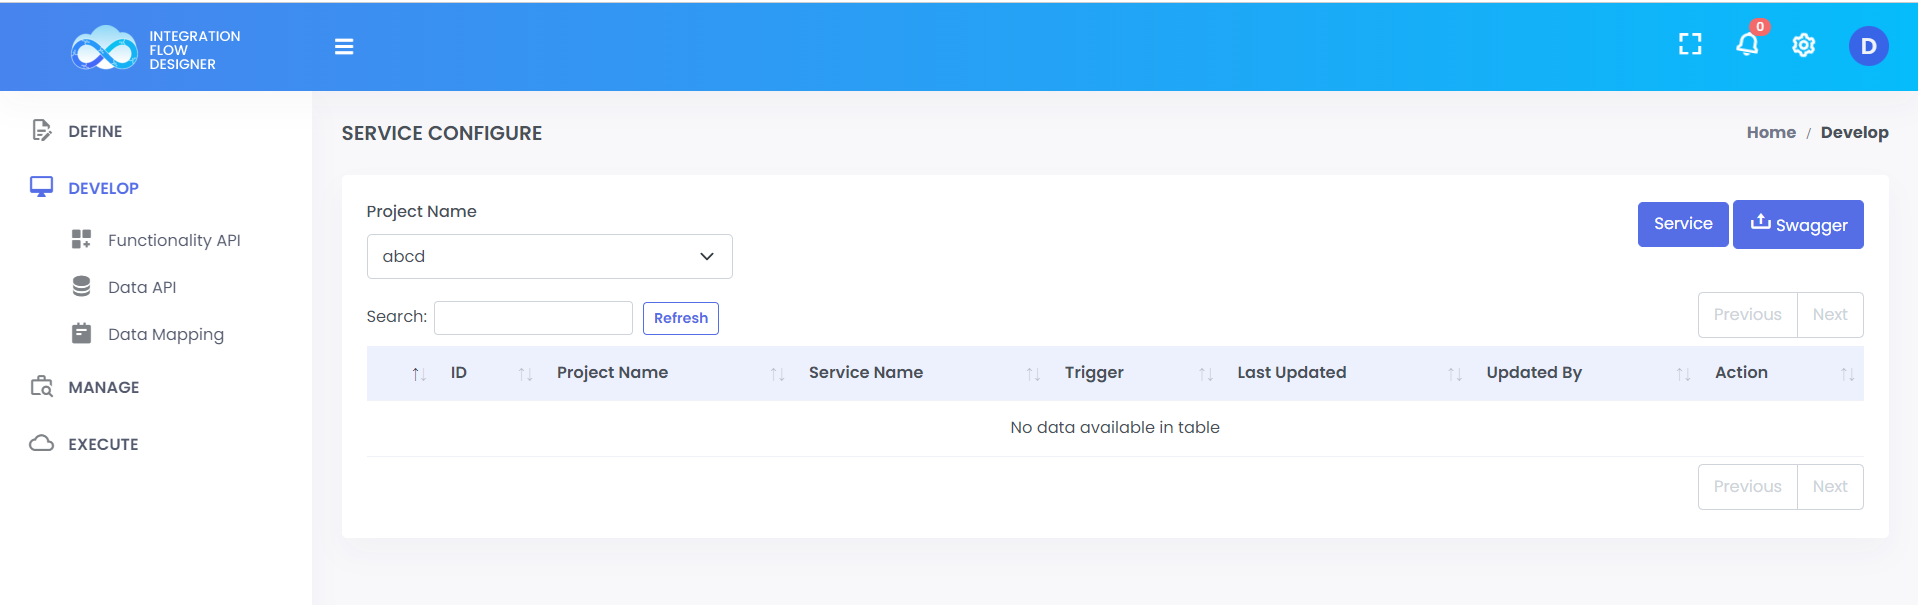 INTEGRATION
FLOW
DESIGNER
0
D
DEFINE
DEVELOP
Functionality API
Data API
Data Mapping
MANAGE
EXECUTE
SERVICE CONFIGURE
Home / Develop
Project Name
abcd
Service
Swagger
Search:
Refresh
Previous Next
ID Project Name Service Name Trigger Last Updated Updated By Action
No data available in table
Previous Next